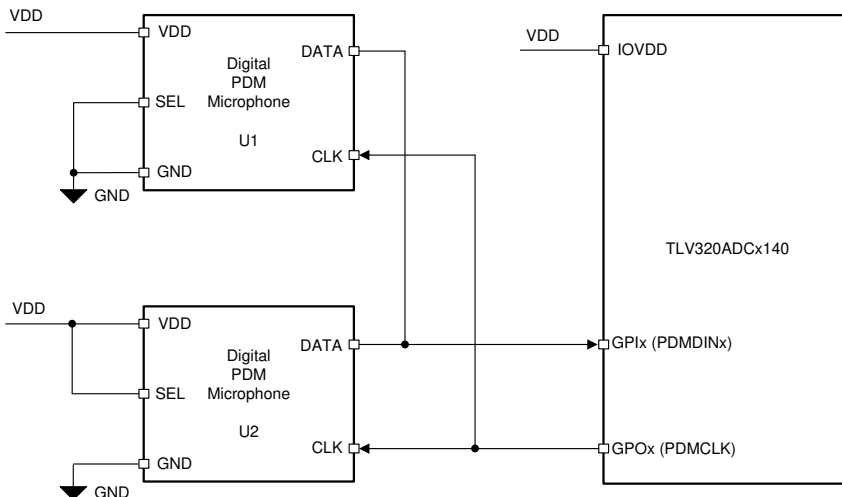 VDD
VDD
SEL
GND
GND
Digital
PDM
Microphone
U1
DATA
CLK
VDD
VDD
SEL
GND
GND
Digital
PDM
Microphone
U2
DATA
CLK
VDD
IOVDD
TLV320ADCx140
GPIx (PDMDINx)
GPOx (PDMCLK)